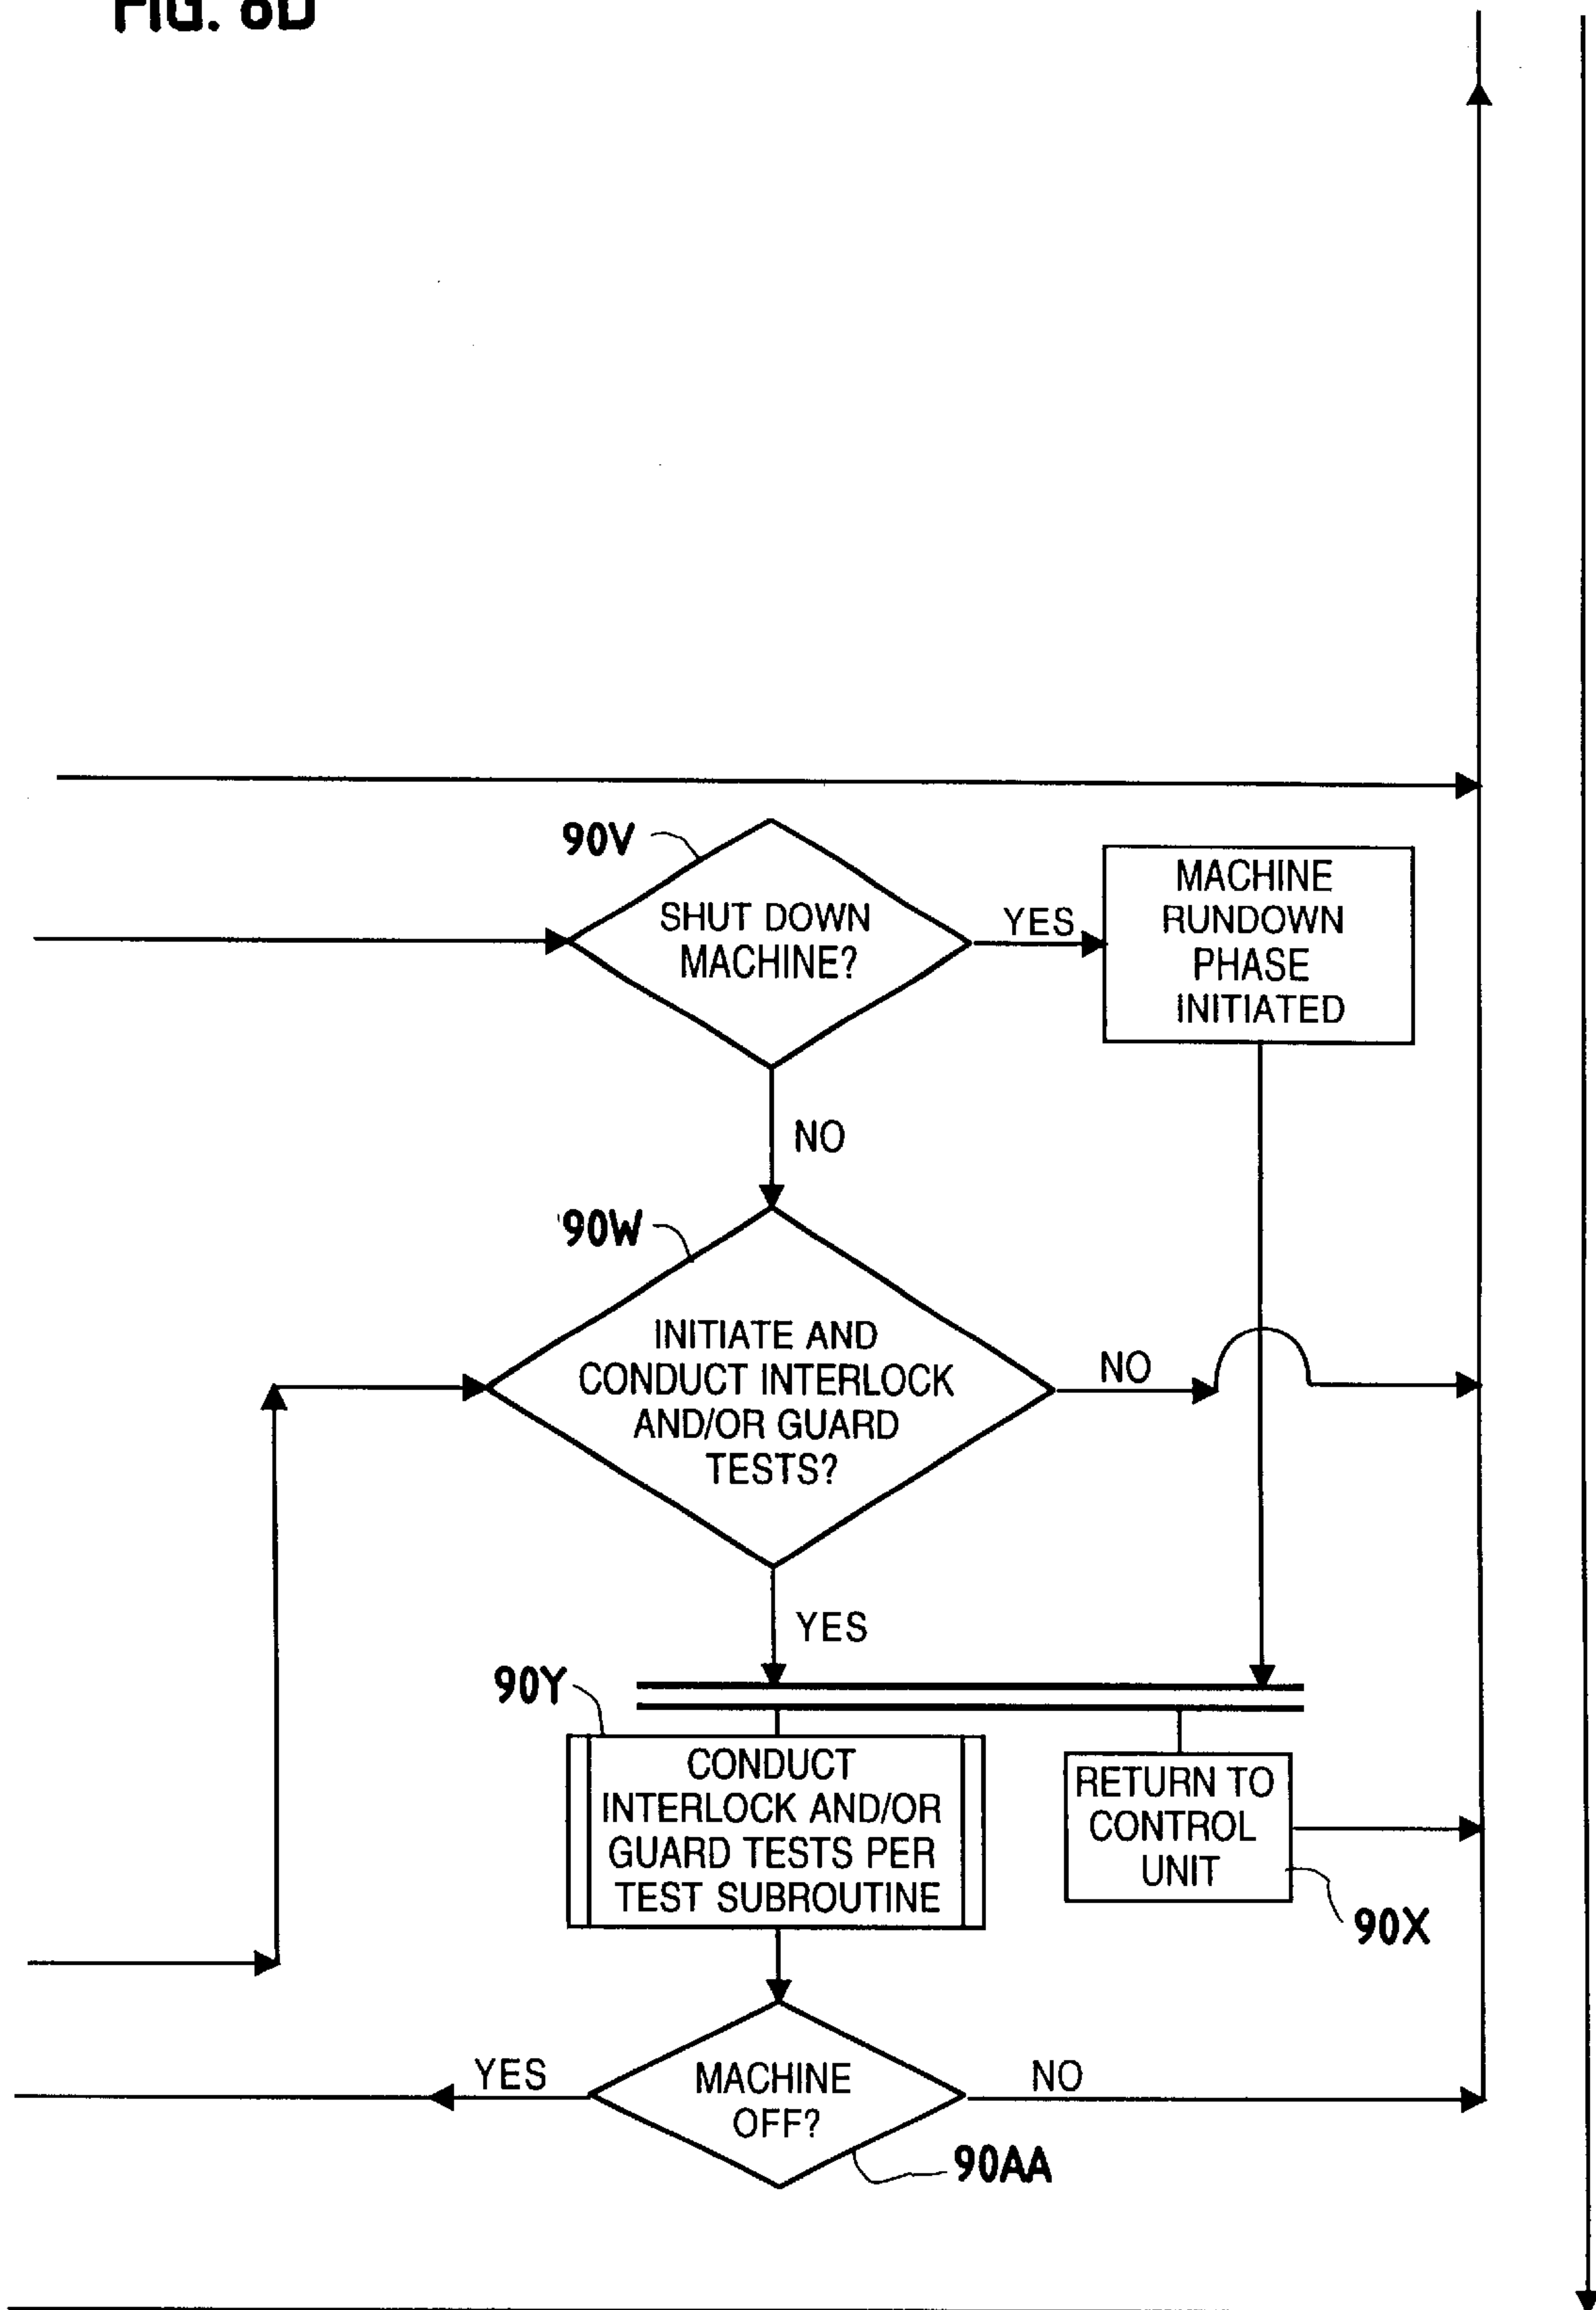 FIG. 8D
90V
SHUT DOWN
MACHINE?
YES
MACHINE
RUNDOWN
PHASE
INITIATED
NO
90W
INITIATE AND
CONDUCT INTERLOCK
AND/OR GUARD
TESTS?
NO
YES
90Y
CONDUCT
INTERLOCK AND/OR
GUARD TESTS PER
TEST SUBROUTINE
RETURN TO
CONTROL
UNIT
90X
YES
MACHINE
OFF?
NO
90AA